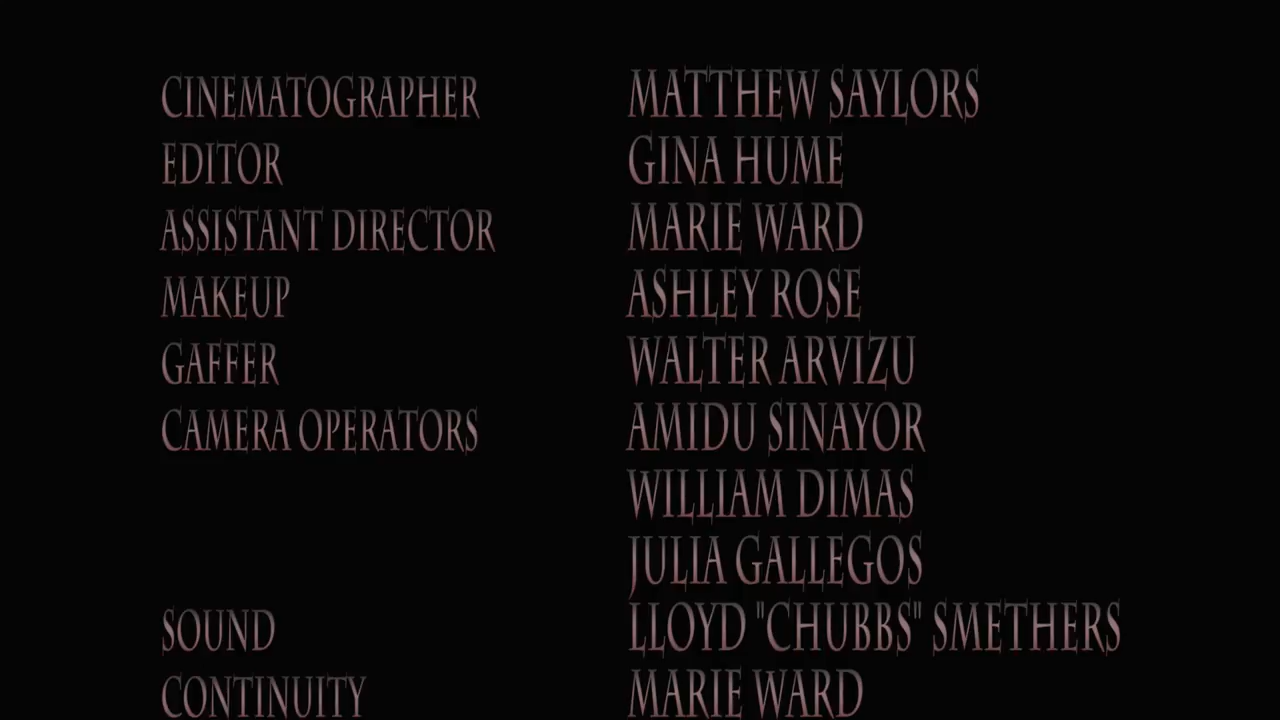 CINEMATOGRAPHER MATTHEW SAYLORS
EDITOR GINA HUME
ASSISTANT DIRECTOR MARIE WARD
MAKEUP ASHLEY ROSE
GAFFER WALTER ARVIZU
CAMERA OPERATORS AMIDU SINAYOR
WILLIAM DIMAS
JULIA GALLEGOS
SOUND LLOYD "CHUBBS" SMETHERS
CONTINUITY MARIE WARD